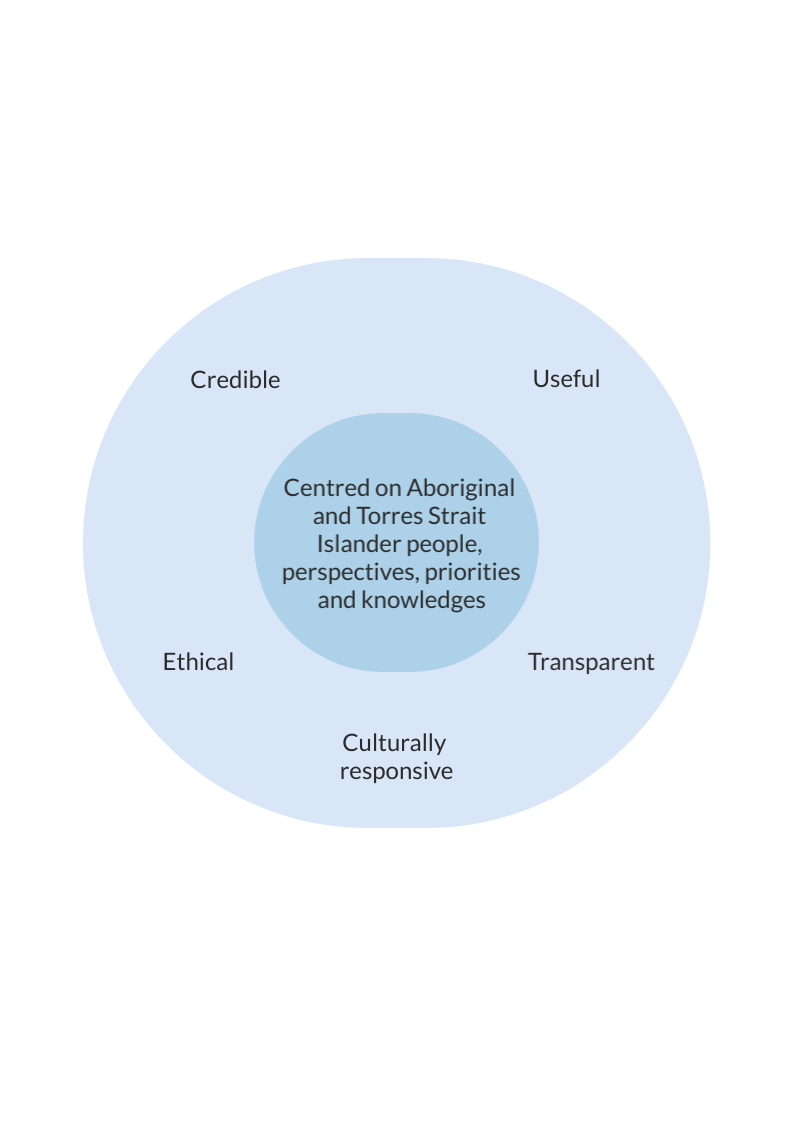 Credible
Useful
Centred on Aboriginal
and Torres Strait
Islander people,
perspectives, priorities
and knowledges
Ethical
Transparent
Culturally
responsive